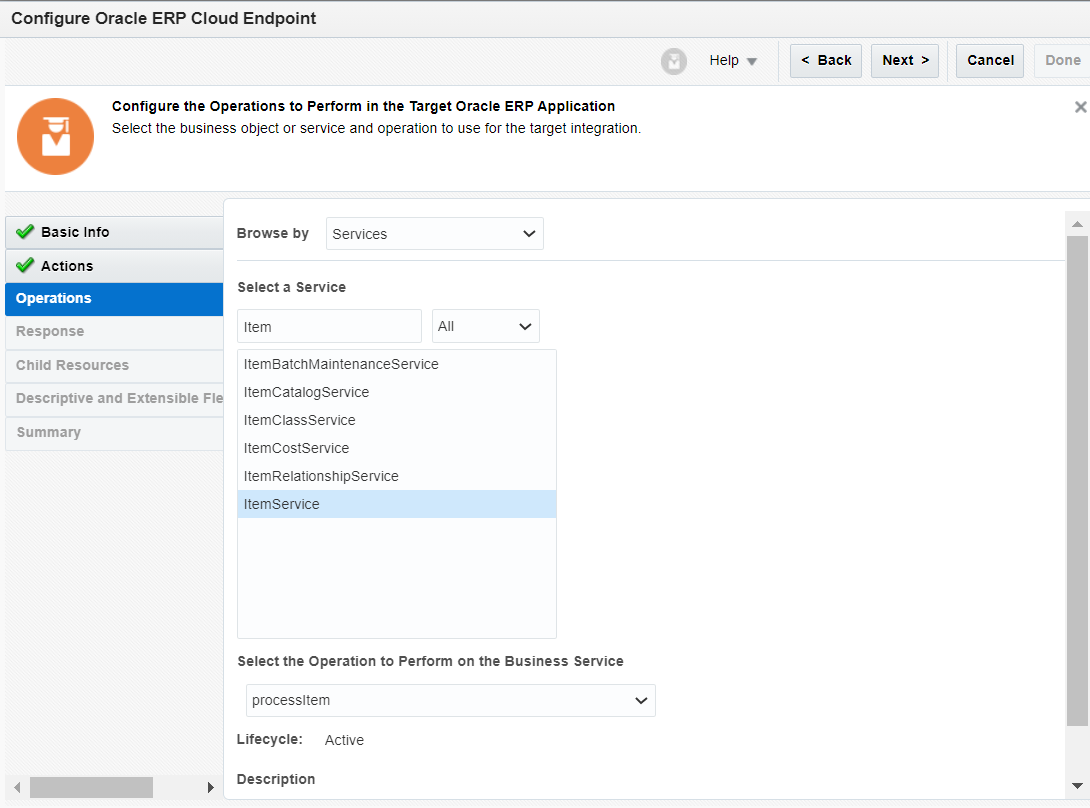 Configure Oracle ERP Cloud Endpoint
Help
< Back
Next >
Cancel
Done
Configure the Operations to Perform in the Target Oracle ERP Application
Select the business object or service and operation to use for the target integration.
Basic Info
Actions
Operations
Response
Child Resources
Descriptive and Extensible Fle
Summary
Browse by
Services
Select a Service
Item
All
ItemBatchMaintenanceService
ItemCatalogService
ItemClassService
ItemCostService
ItemRelationshipService
ItemService
Select the Operation to Perform on the Business Service
processItem
Lifecycle: Active
Description